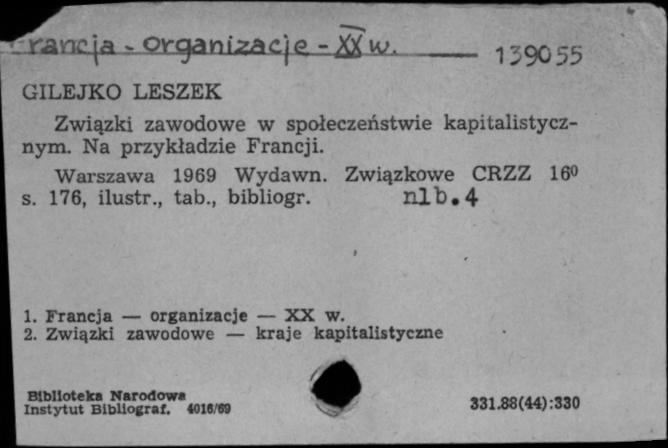 Francja - organizacje - XX w. 139055
GILEJKO LESZEK
Związki zawodowe w społeczeństwie kapitalistycz-
nym. Na przykładzie Francji.
Warszawa 1969 Wydawn. Związkowe CRZZ 16⁰
s. 176, ilustr., tab., bibliogr. nlb.4
1. Francja — organizacje — XX w.
2. Związki zawodowe — kraje kapitalistyczne
Biblioteka Narodowa
Instytut Bibliograf. 4016/69 331.88(44):330